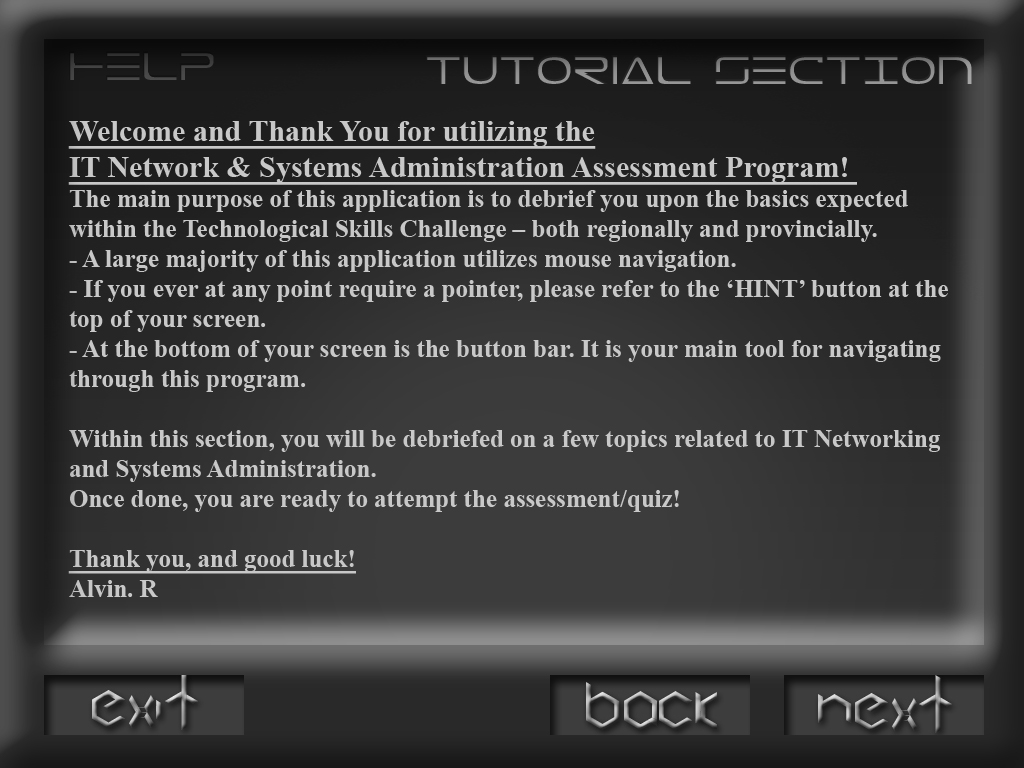 HELP
TUTORIAL SECTION
Welcome and Thank You for utilizing the
IT Network & Systems Administration Assessment Program!
The main purpose of this application is to debrief you upon the basics expected
within the Technological Skills Challenge – both regionally and provincially.
- A large majority of this application utilizes mouse navigation.
- If you ever at any point require a pointer, please refer to the ‘HINT’ button at the
top of your screen.
- At the bottom of your screen is the button bar. It is your main tool for navigating
through this program.
Within this section, you will be debriefed on a few topics related to IT Networking
and Systems Administration.
Once done, you are ready to attempt the assessment/quiz!
Thank you, and good luck!
Alvin. R
exit
back
next